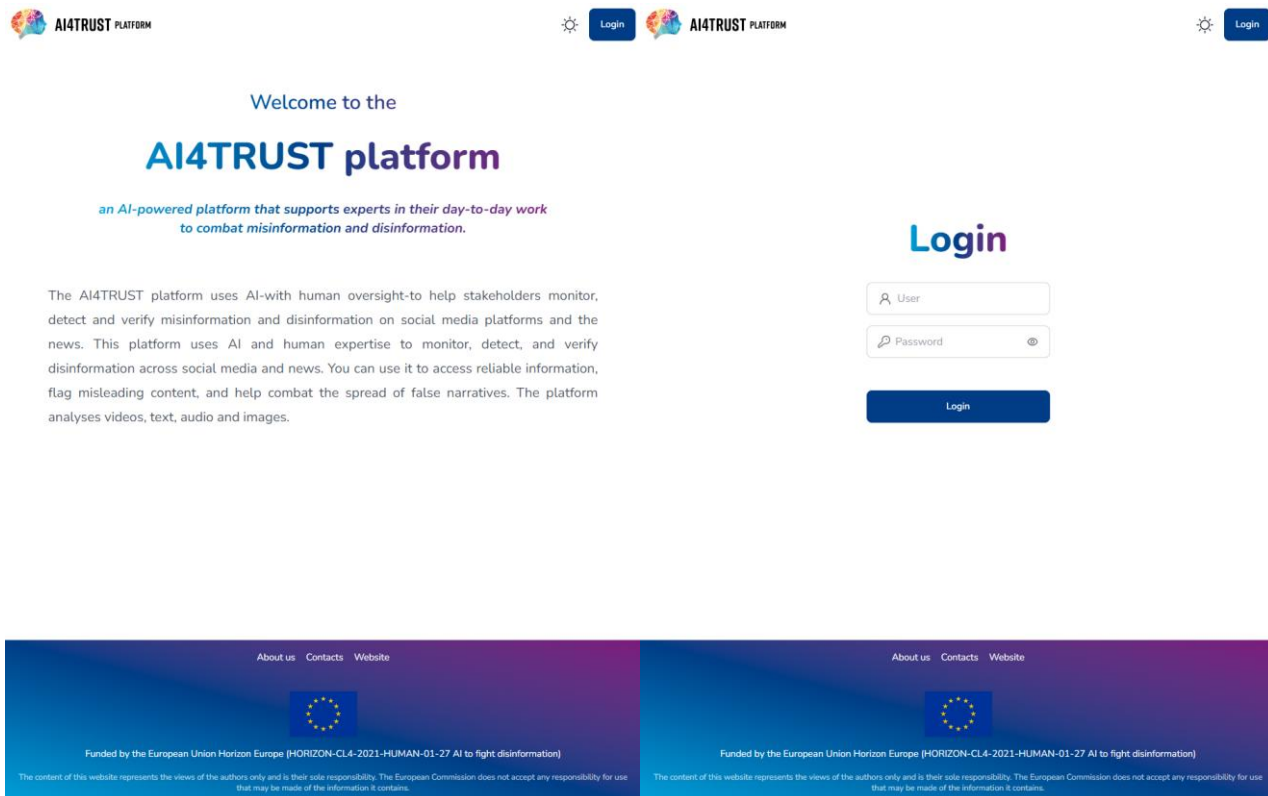 AI4TRUST PLATFORM
Login
Welcome to the
AI4TRUST platform
an AI-powered platform that supports experts in their day-to-day work
to combat misinformation and disinformation.
The AI4TRUST platform uses AI-with human oversight-to help stakeholders monitor,
detect and verify misinformation and disinformation on social media platforms and the
news. This platform uses AI and human expertise to monitor, detect, and verify
disinformation across social media and news. You can use it to access reliable information,
flag misleading content, and help combat the spread of false narratives. The platform
analyses videos, text, audio and images.
About us Contacts Website
Funded by the European Union Horizon Europe (HORIZON-CL4-2021-HUMAN-01-27 AI to fight disinformation)
The content of this website represents the views of the authors only and is their sole responsibility. The European Commission does not accept any responsibility for use
that may be made of the information it contains.
AI4TRUST PLATFORM
Login
Login
User
Password
Login
About us Contacts Website
Funded by the European Union Horizon Europe (HORIZON-CL4-2021-HUMAN-01-27 AI to fight disinformation)
The content of this website represents the views of the authors only and is their sole responsibility. The European Commission does not accept any responsibility for use
that may be made of the information it contains.